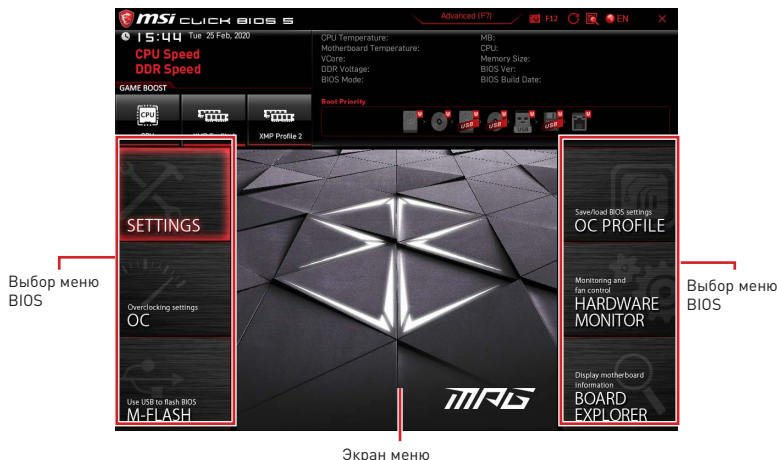 msi CLICK BIOS 5
Advanced (F7)
F12
EN
15:44 Tue 25 Feb, 2020
CPU Speed
DDR Speed
CPU Temperature:
Motherboard Temperature:
VCore:
DDR Voltage:
BIOS Mode:
MB:
CPU:
Memory Size:
BIOS Ver:
BIOS Build Date:
GAME BOOST
Boot Priority
CPU
USB
USB
USB
CPU
XMP Profile 2
SETTINGS
Overclocking settings
OC
Use USB to flash BIOS
M-FLASH
Save/load BIOS settings
OC PROFILE
Monitoring and
fan control
HARDWARE
MONITOR
Display motherboard
information
BOARD
EXPLORER
MPG
Выбор меню
BIOS
Выбор меню
BIOS
Экран меню